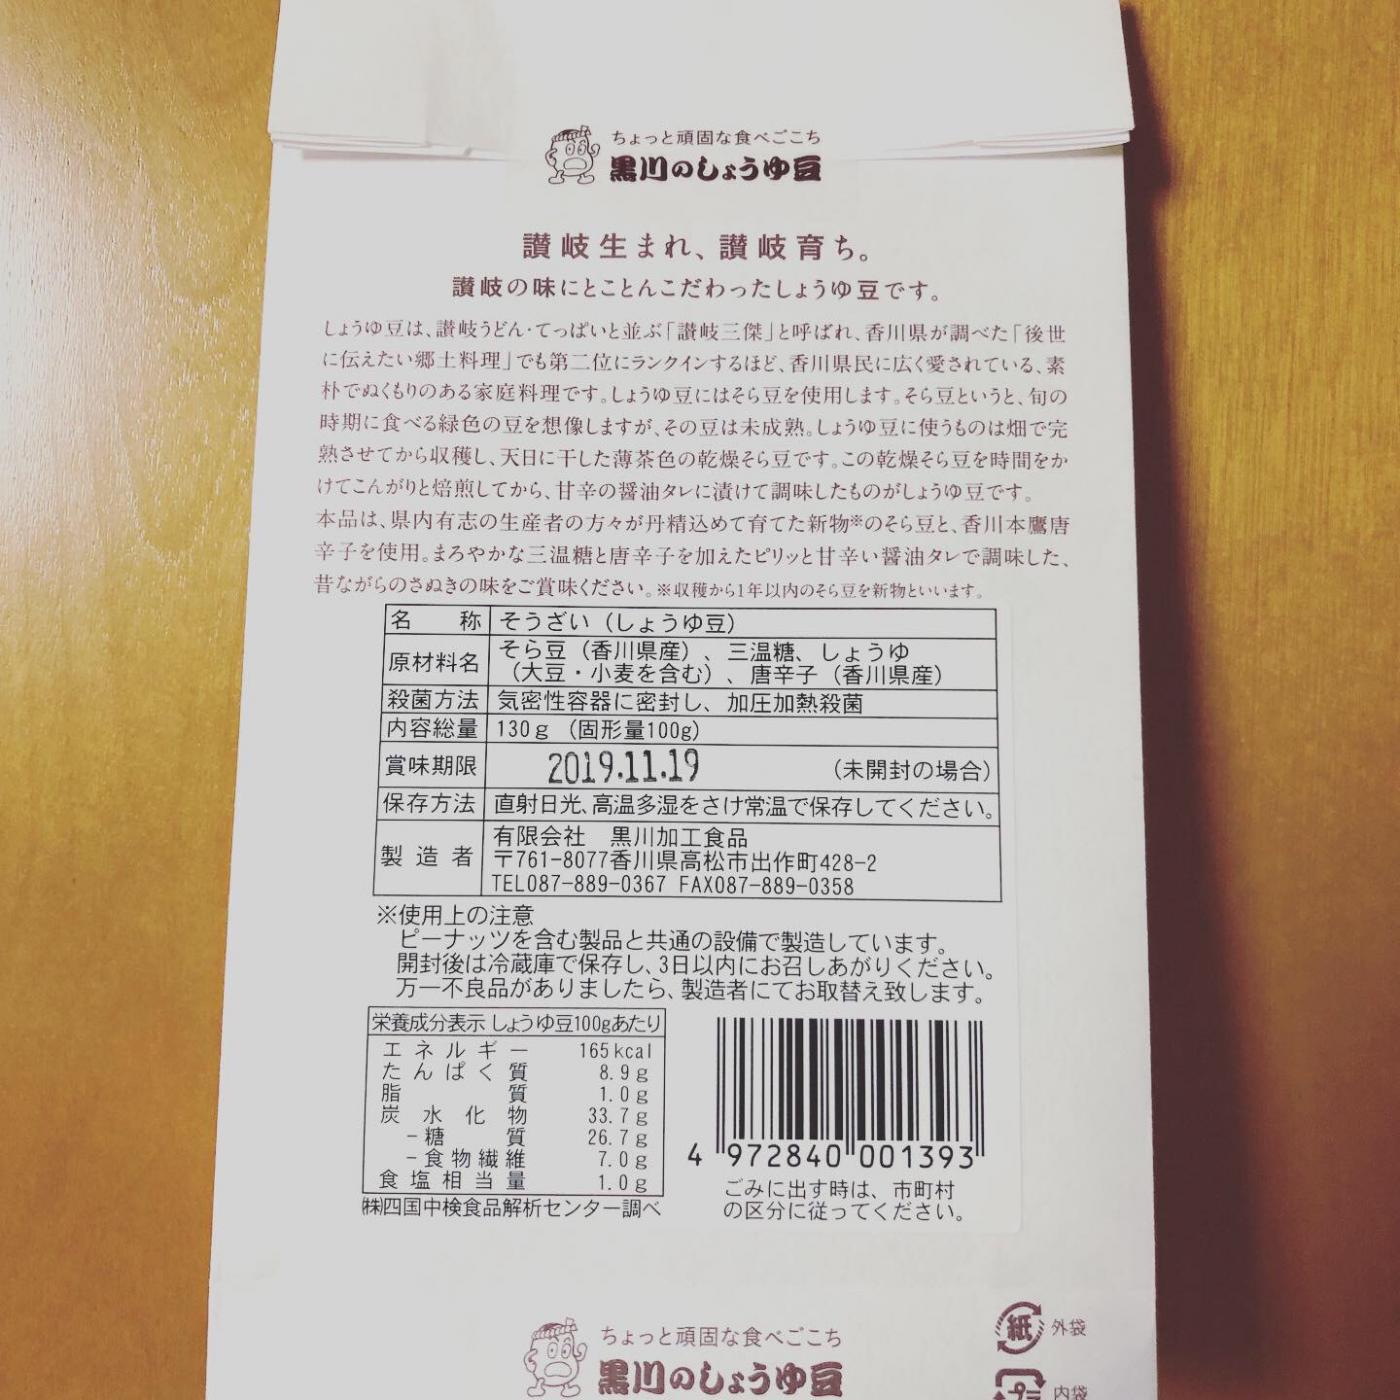 ちょっと頑固な食べごこち
黒川のしょうゆ豆
讃岐生まれ、讃岐育ち。
讃岐の味にとことんこだわったしょうゆ豆です。
しょうゆ豆は、讃岐うどん・てっぱいと並ぶ「讃岐三傑」と呼ばれ、香川県が調べた「後世
に伝えたい郷土料理」でも第二位にランクインするほど、香川県民に広く愛されている、素
朴でぬくもりのある家庭料理です。しょうゆ豆にはそら豆を使用します。そら豆というと、旬の
時期に食べる緑色の豆を想像しますが、その豆は未成熟。しょうゆ豆に使うものは畑で完
熟させてから収穫し、天日に干した薄茶色の乾燥そら豆です。この乾燥そら豆を時間をか
けてこんがりと焙煎してから、甘辛の醤油タレに漬けて調味したものがしょうゆ豆です。
本品は、県内有志の生産者の方々が丹精込めて育てた新物※のそら豆と、香川本鷹唐
辛子を使用。まろやかな三温糖と唐辛子を加えたピリッと甘辛い醤油タレで調味した、
昔ながらのさぬきの味をご賞味ください。※収穫から1年以内のそら豆を新物といいます。
名 称 そうざい（しょうゆ豆）
原材料名 そら豆（香川県産）、三温糖、しょうゆ
（大豆・小麦を含む）、唐辛子（香川県産）
殺菌方法 気密性容器に密封し、加圧加熱殺菌
内容総量 130g （固形量100g）
賞味期限 2019.11.19 （未開封の場合）
保存方法 直射日光、高温多湿をさけ常温で保存してください。
製造者 有限会社 黒川加工食品
〒761-8077香川県高松市出作町428-2
TEL087-889-0367 FAX087-889-0358
※使用上の注意
ピーナッツを含む製品と共通の設備で製造しています。
開封後は冷蔵庫で保存し、3日以内にお召しあがりください。
万一不良品がありましたら、製造者にてお取替え致します。
栄養成分表示 しょうゆ豆100gあたり
エネルギー 165kcal
たんぱく質 8.9g
脂質 1.0g
炭水化物 33.7g
-糖質 26.7g
-食物繊維 7.0g
食塩相当量 1.0g
㈱四国中検食品解析センター調べ
4 972840 001393
ごみに出す時は、市町村
の区分に従ってください。
ちょっと頑固な食べごこち
黒川のしょうゆ豆
紙 外袋
プラ 内袋